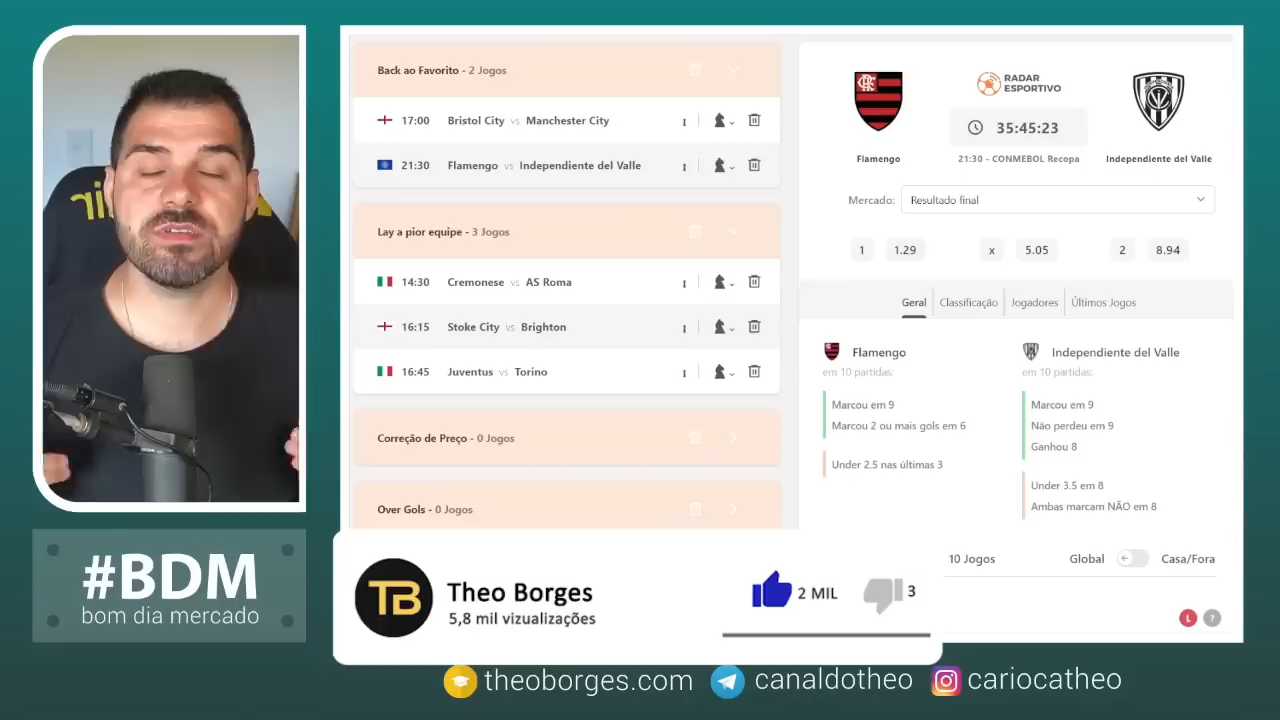 #BDM
bom dia mercado
Back ao Favorito - 2 Jogos
17:00 Bristol City vs Manchester City
21:30 Flamengo vs Independiente del Valle
Lay a pior equipe - 3 Jogos
14:30 Cremonese vs AS Roma
16:15 Stoke City vs Brighton
16:45 Juventus vs Torino
Correção de Preço - 0 Jogos
Over Gols - 0 Jogos
RADAR
ESPORTIVO
35:45:23
Flamengo
21:30 - CONMEBOL Recopa
Independiente del Valle
Mercado: Resultado final
1 1.29 x 5.05 2 8.94
Geral Classificação Jogadores Últimos Jogos
Flamengo
em 10 partidas:
Marcou em 9
Marcou 2 ou mais gols em 6
Under 2.5 nas últimas 3
Independiente del Valle
em 10 partidas:
Marcou em 9
Não perdeu em 9
Ganhou 8
Under 3.5 em 8
Ambas marcam NÃO em 8
10 Jogos Global Casa/Fora
L ?
TB
Theo Borges
5,8 mil vizualizações
2 MIL 3
theoborges.com canaldotheo cariocatheo